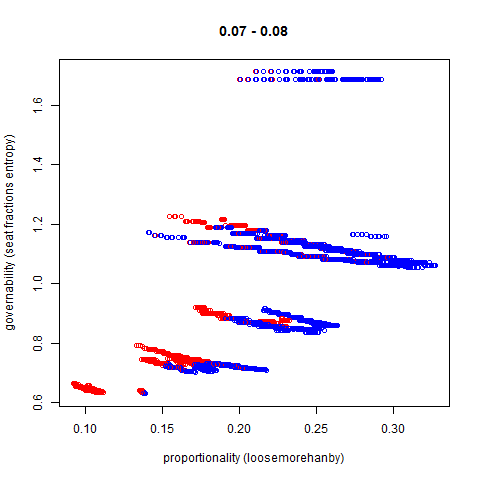 0.07 - 0.08
governability (seat fractions entropy)
0.6 0.8 1.0 1.2 1.4 1.6
0.10 0.15 0.20 0.25 0.30
proportionality (loosemorehanby)